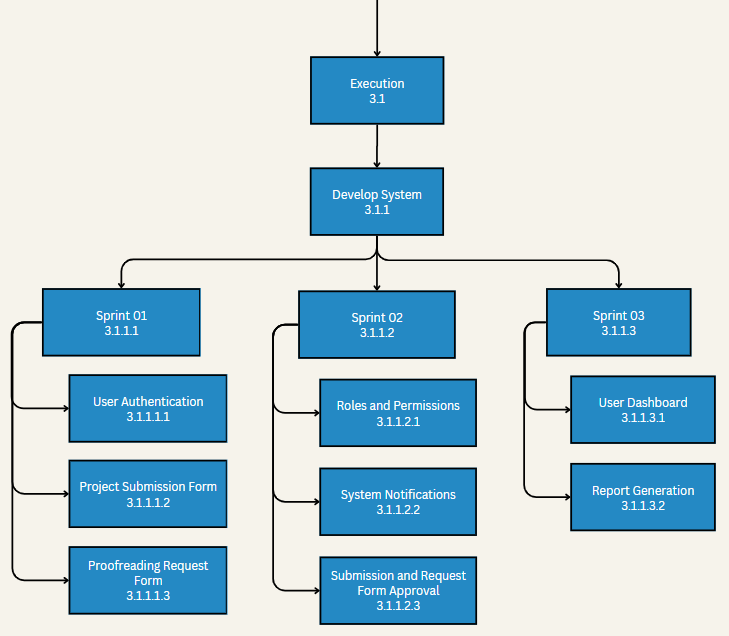 Execution
3.1
Develop System
3.1.1
Sprint 01
3.1.1.1
User Authentication
3.1.1.1.1
Project Submission Form
3.1.1.1.2
Proofreading Request
Form
3.1.1.1.3
Sprint 02
3.1.1.2
Roles and Permissions
3.1.1.2.1
System Notifications
3.1.1.2.2
Submission and Request
Form Approval
3.1.1.2.3
Sprint 03
3.1.1.3
User Dashboard
3.1.1.3.1
Report Generation
3.1.1.3.2